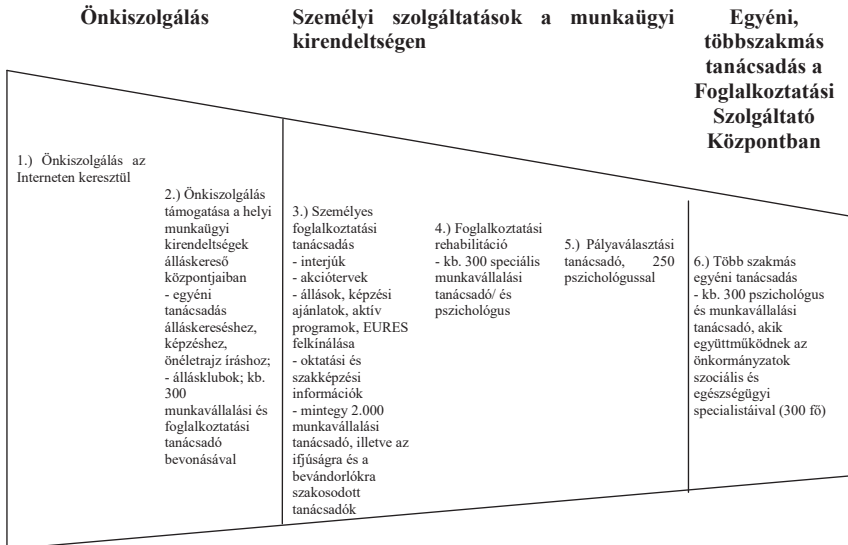 Önkiszolgálás
Személyi szolgáltatások a munkaügyi
kirendeltségen
Egyéni,
többszakmás
tanácsadás a
Foglalkoztatási
Szolgáltató
Központban
1.) Önkiszolgálás az
Interneten keresztül
2.) Önkiszolgálás
támogatása a helyi
munkaügyi
kirendeltségek
álláskereső
központjaiban
- egyéni
tanácsadás
álláskereséshez,
képzéshez,
önéletrajz íráshoz;
- állásklubok; kb.
300
munkavállalási és
foglalkoztatási
tanácsadó
bevonásával
3.) Személyes
foglalkoztatási
tanácsadás
- interjúk
- akciótervek
- állások, képzési
ajánlatok, aktív
programok, EURES
felkínálása
- oktatási és
szakképzési
információk
- mintegy 2.000
munkavállalási
tanácsadó, illetve az
ifjúságra és a
bevándorlókra
szakosodott
tanácsadók
4.) Foglalkoztatási
rehabilitáció
- kb. 300 speciális
munkavállalási
tanácsadó/ és
pszichológus
5.) Pályaválasztási
tanácsadó, 250
pszichológussal
6.) Több szakmás
egyéni tanácsadás
- kb. 300 pszichológus
és munkavállalási
tanácsadó, akik
együttműködnek az
önkormányzatok
szociális és
egészségügyi
specialistáival (300 fő)